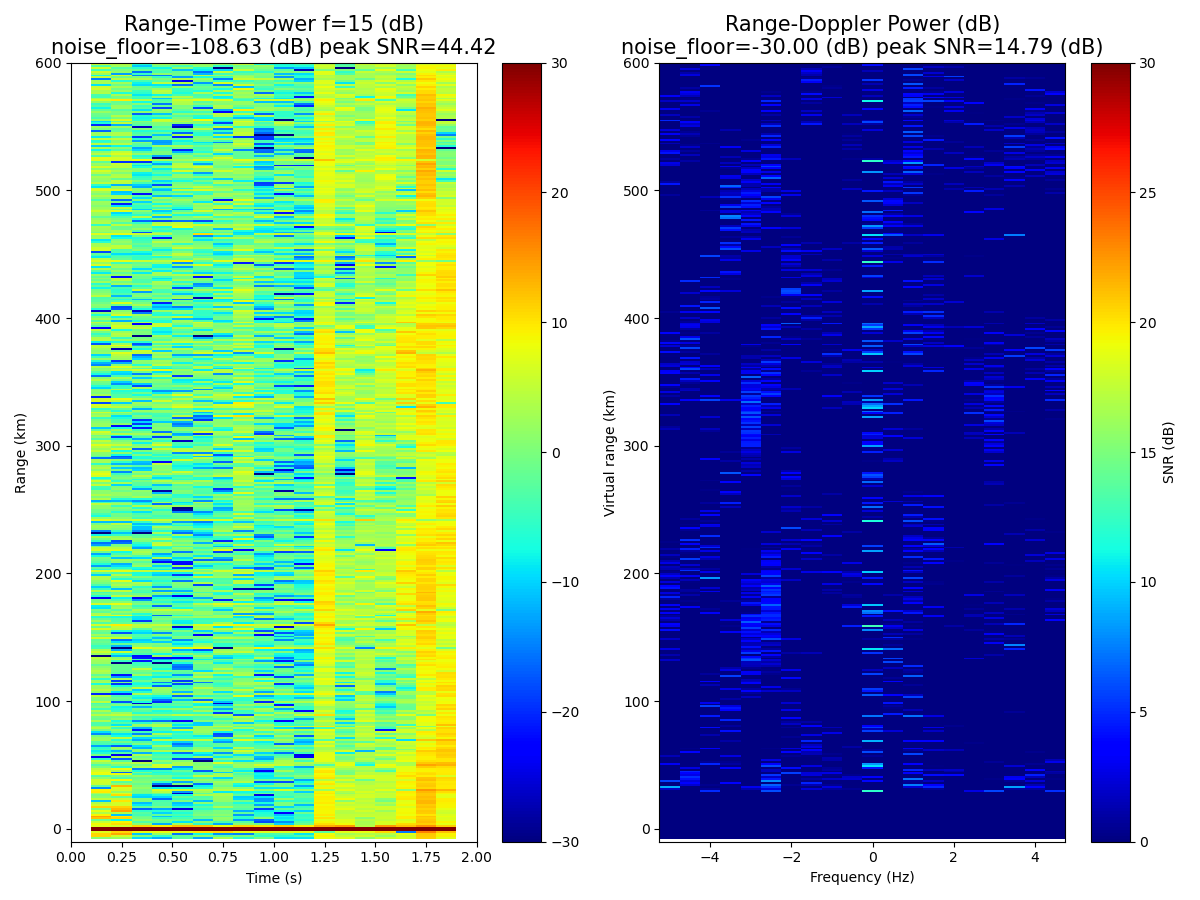 Range-Time Power f=15 (dB)
noise_floor=-108.63 (dB) peak SNR=44.42
Range (km)
600
500
400
300
200
100
0
0.00 0.25 0.50 0.75 1.00 1.25 1.50 1.75 2.00
Time (s)
30
20
10
0
−10
−20
−30
Range-Doppler Power (dB)
noise_floor=-30.00 (dB) peak SNR=14.79 (dB)
Virtual range (km)
600
500
400
300
200
100
0
−4 −2 0 2 4
Frequency (Hz)
30
25
20
15
10
5
0
SNR (dB)